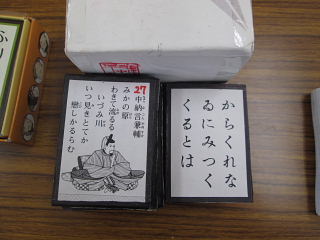 27
中納言兼輔
みかの原
わきて流るる
いづみ川
いつ見きとてか
戀しかるらむ
からくれな
ゐにみつく
くるとは